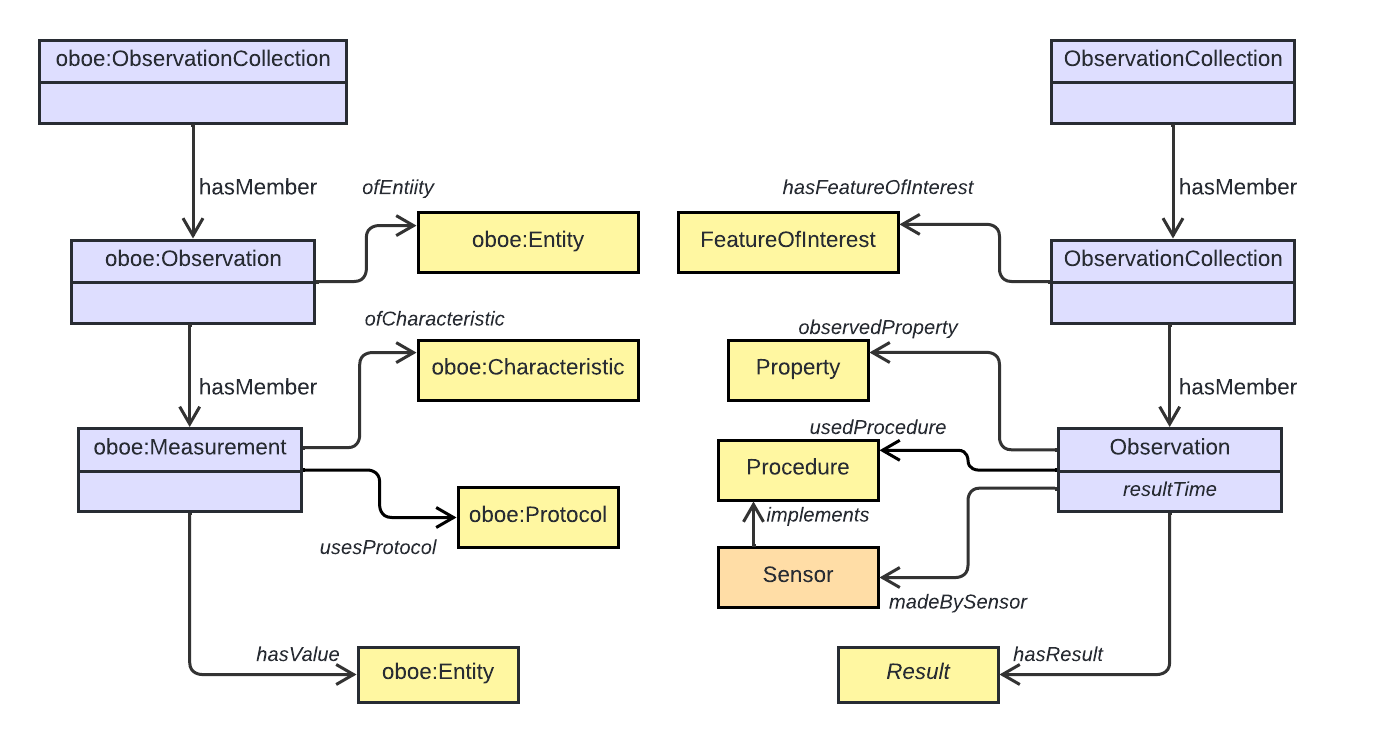 oboe:ObservationCollection
hasMember
ofEntiity
oboe:Entity
oboe:Observation
ofCharacteristic
oboe:Characteristic
hasMember
oboe:Measurement
oboe:Protocol
usesProtocol
hasValue
oboe:Entity
ObservationCollection
hasMember
hasFeatureOfInterest
FeatureOfInterest
ObservationCollection
observedProperty
Property
hasMember
usedProcedure
Observation
Procedure
resultTime
implements
Sensor
madeBySensor
hasResult
Result